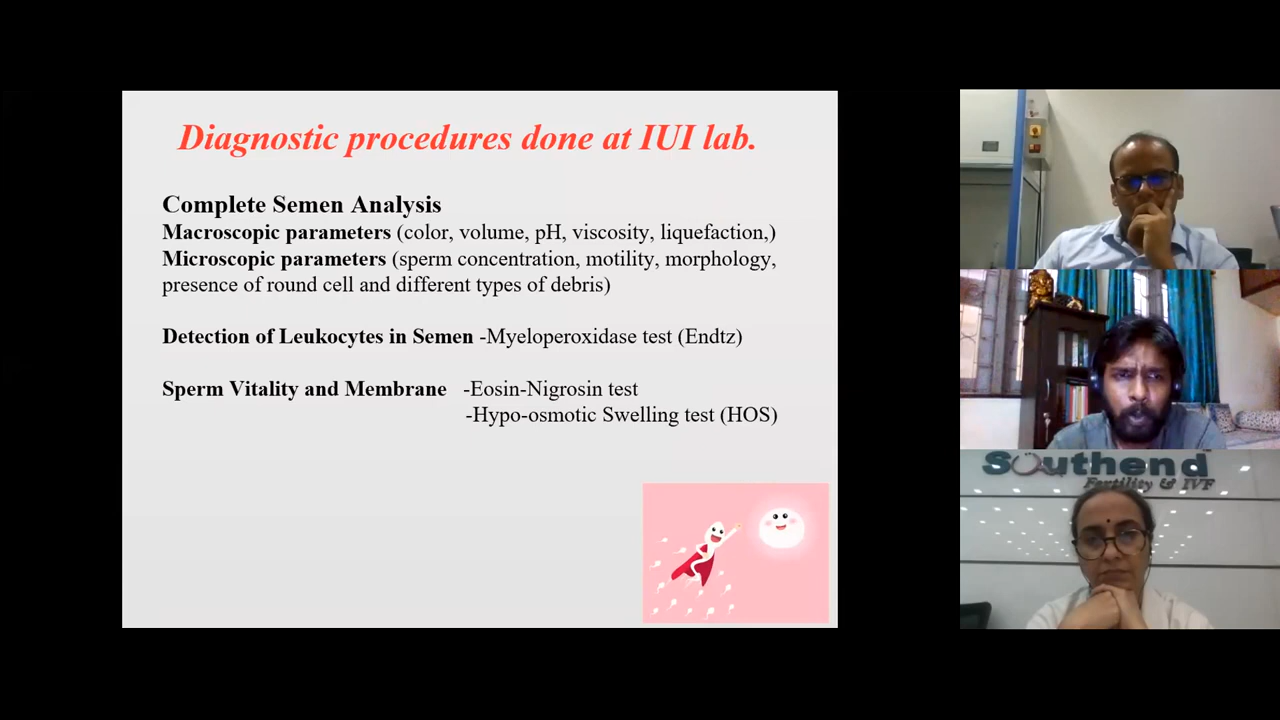 Diagnostic procedures done at IUI lab.
Complete Semen Analysis
Macroscopic parameters (color, volume, pH, viscosity, liquefaction,)
Microscopic parameters (sperm concentration, motility, morphology,
presence of round cell and different types of debris)
Detection of Leukocytes in Semen -Myeloperoxidase test (Endtz)
Sperm Vitality and Membrane -Eosin-Nigrosin test
-Hypo-osmotic Swelling test (HOS)
Southend
Fertility & IVF